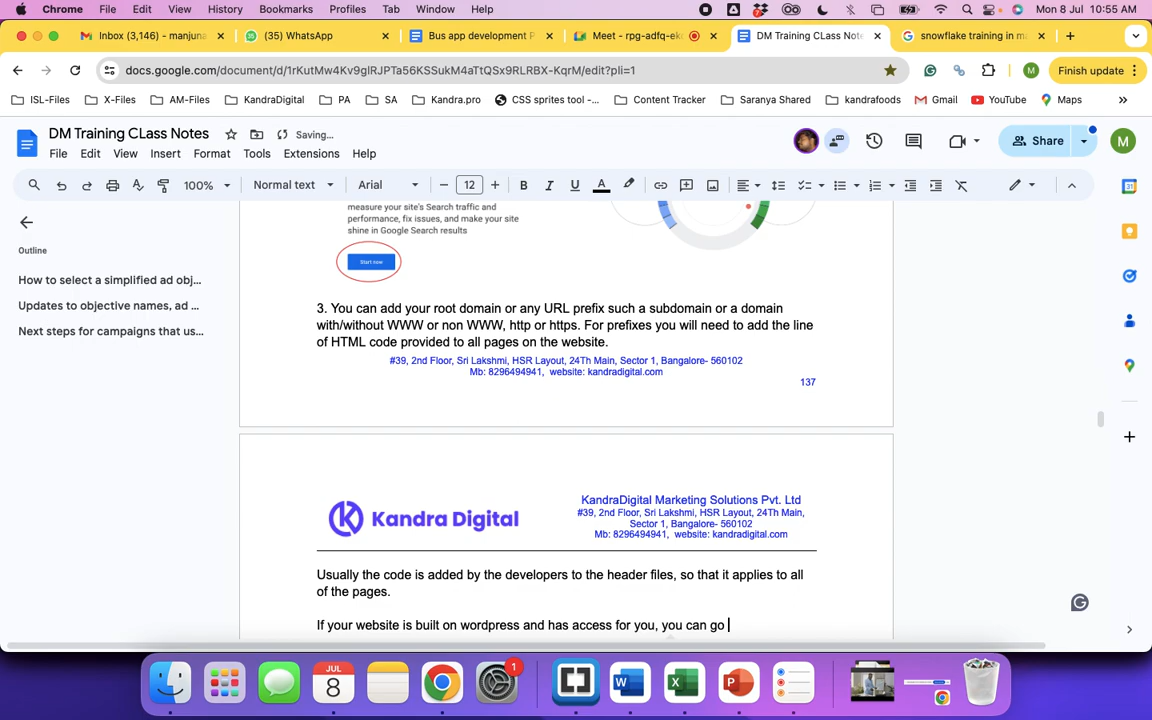 Chrome File Edit View History Bookmarks Profiles Tab Window Help Mon 8 Jul 10:55 AM
Inbox (3,146) - manjuna (35) WhatsApp Bus app development P Meet - rpg-adfq-ek DM Training CLass Note snowflake training in m
docs.google.com/document/d/1rKutMw4Kv9glRJPTa56KSSukM4aTtQSx9RLRBX-KqrM/edit?pli=1 M Finish update
ISL-Files X-Files AM-Files KandraDigital PA SA Kandra.pro CSS sprites tool -... Content Tracker Saranya Shared kandrafoods Gmail YouTube Maps »
DM Training CLass Notes Saving... Share M
File Edit View Insert Format Tools Extensions Help
100% Normal text Arial 12 B I U A
measure your site's Search traffic and
performance, fix issues, and make your site
shine in Google Search results
Start now
Outline
How to select a simplified ad obj...
Updates to objective names, ad ...
Next steps for campaigns that us...
3. You can add your root domain or any URL prefix such a subdomain or a domain
with/without WWW or non WWW, http or https. For prefixes you will need to add the line
of HTML code provided to all pages on the website.
#39, 2nd Floor, Sri Lakshmi, HSR Layout, 24Th Main, Sector 1, Bangalore- 560102
Mb: 8296494941, website: kandradigital.com
137
Kandra Digital
KandraDigital Marketing Solutions Pvt. Ltd
#39, 2nd Floor, Sri Lakshmi, HSR Layout, 24Th Main,
Sector 1, Bangalore- 560102
Mb: 8296494941, website: kandradigital.com
Usually the code is added by the developers to the header files, so that it applies to all
of the pages.
If your website is built on wordpress and has access for you, you can go
JUL
8
1